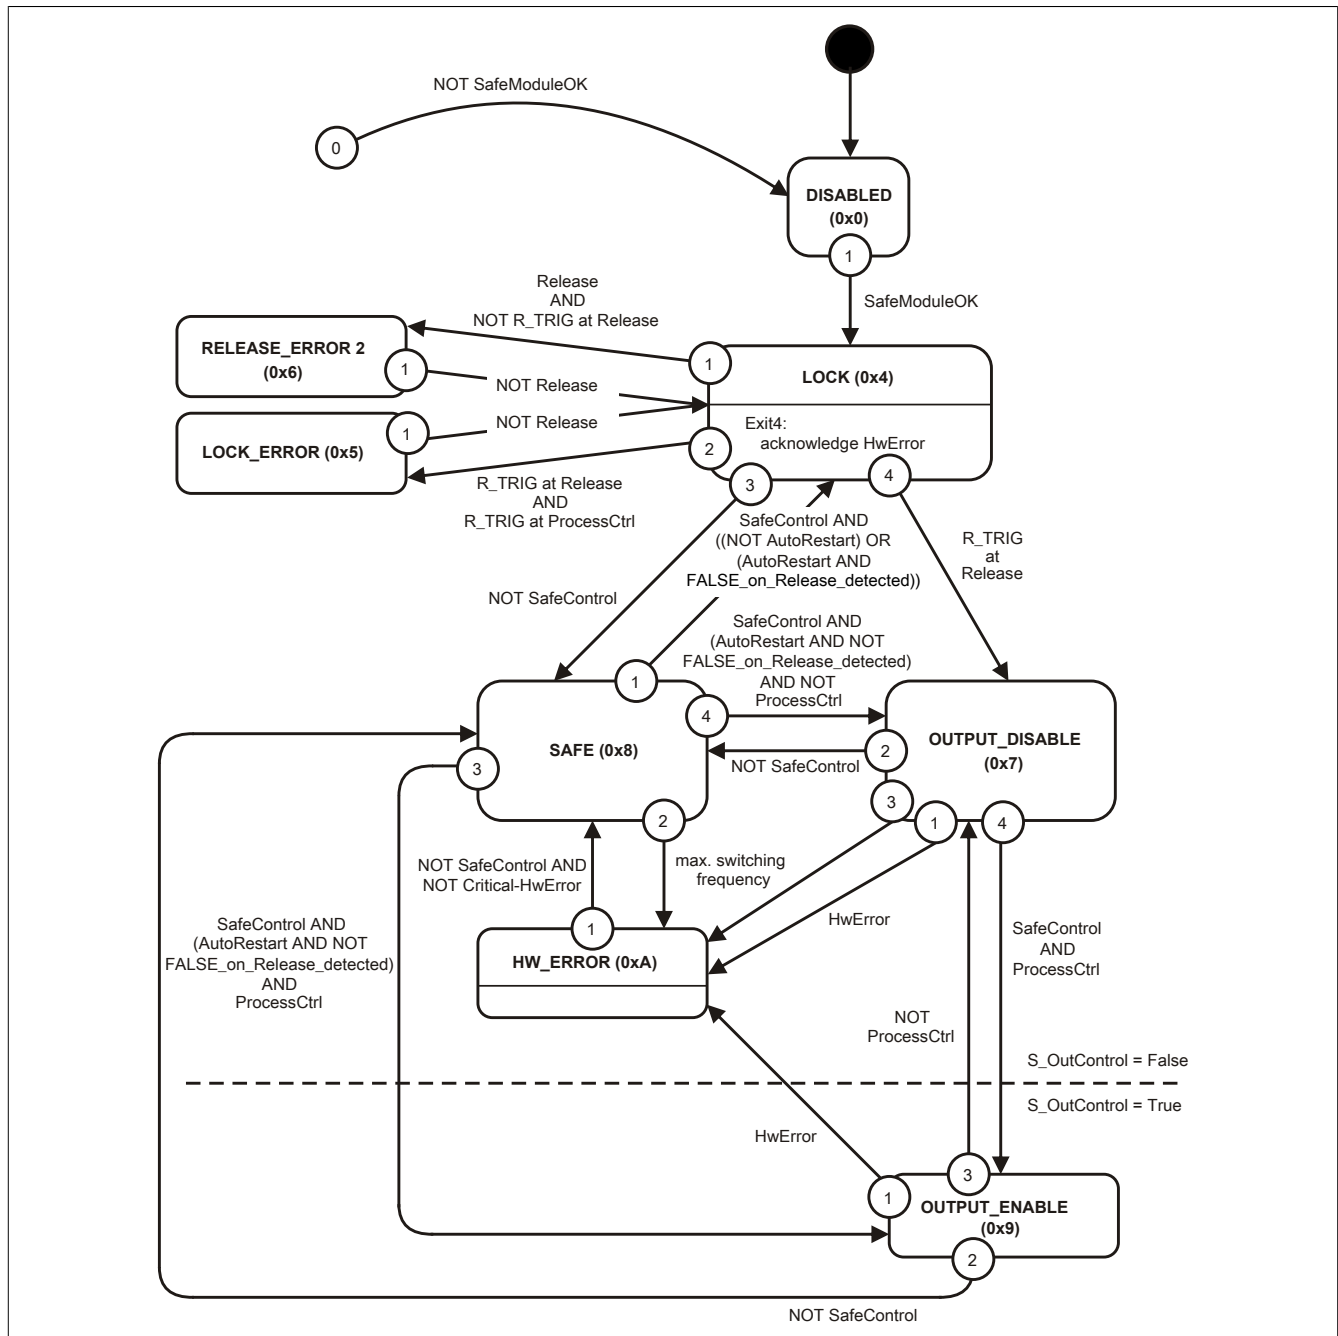 NOT SafeModuleOK
0
DISABLED
(0x0)
1
SafeModuleOK
Release
AND
NOT R_TRIG at Release
RELEASE_ERROR 2
(0x6)
1
NOT Release
1
LOCK (0x4)
NOT Release
1
LOCK_ERROR (0x5)
2
Exit4:
acknowledge HwError
3
4
R_TRIG at Release
AND
R_TRIG at ProcessCtrl
SafeControl AND
((NOT AutoRestart) OR
(AutoRestart AND
FALSE_on_Release_detected))
R_TRIG
at
Release
NOT SafeControl
SafeControl AND
(AutoRestart AND NOT
FALSE_on_Release_detected)
AND NOT
ProcessCtrl
1
4
SAFE (0x8)
3
2
OUTPUT_DISABLE
(0x7)
2
NOT SafeControl
3
1
4
NOT SafeControl AND
NOT Critical-HwError
max. switching
frequency
1
HW_ERROR (0xA)
HwError
SafeControl
AND
ProcessCtrl
SafeControl AND
(AutoRestart AND NOT
FALSE_on_Release_detected)
AND
ProcessCtrl
NOT
ProcessCtrl
S_OutControl = False
S_OutControl = True
HwError
3
1
OUTPUT_ENABLE
(0x9)
2
NOT SafeControl